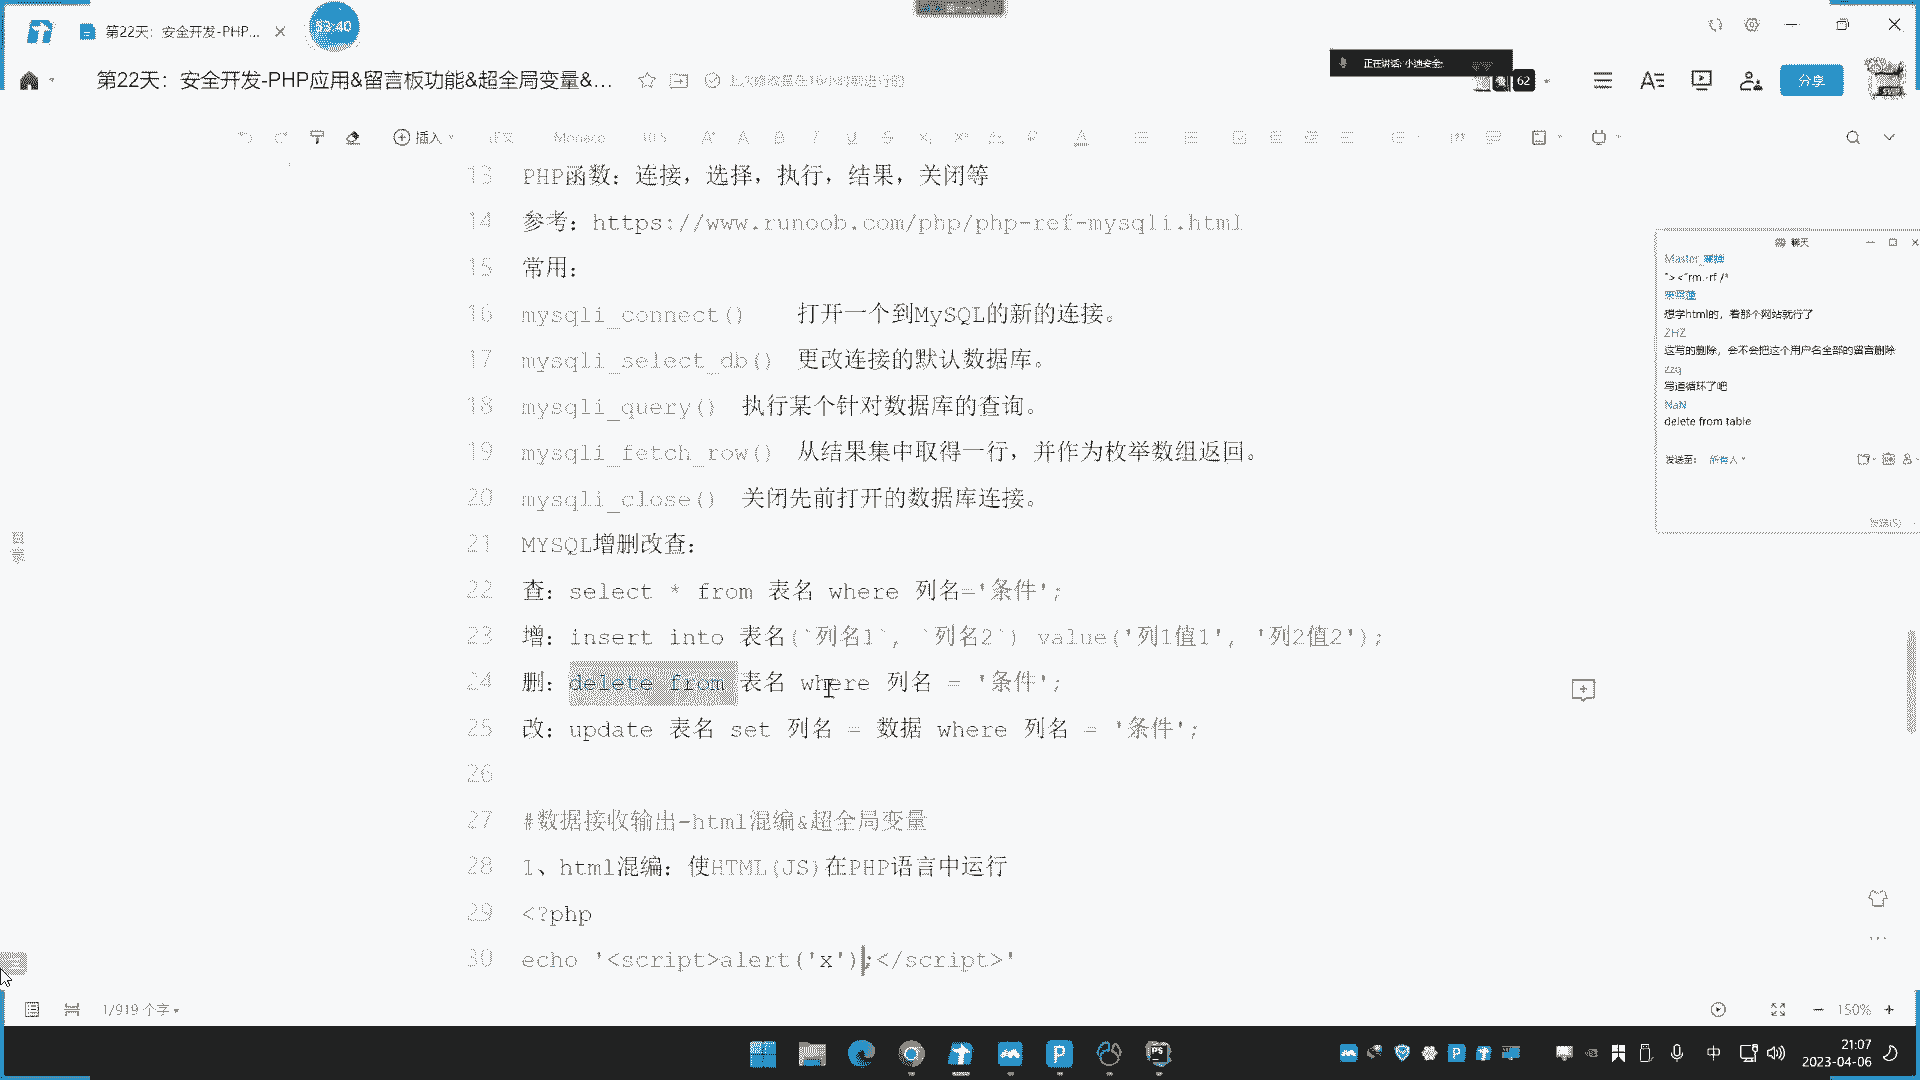 第22天：安全开发-PHP...
53:40
第22天：安全开发-PHP应用&留言板功能&超全局变量&...
正在讲话: 小迪安全;
62
分享
插入
正文
Monaco
13 PHP函数：连接，选择，执行，结果，关闭等
14 参考：https://www.runoob.com/php/php-ref-mysqli.html
15 常用：
16 mysqli_connect() 打开一个到MySQL的新的连接。
17 mysqli_select_db() 更改连接的默认数据库。
18 mysqli_query() 执行某个针对数据库的查询。
19 mysqli_fetch_row() 从结果集中取得一行，并作为枚举数组返回。
20 mysqli_close() 关闭先前打开的数据库连接。
21 MYSQL增删改查：
22 查：select * from 表名 where 列名='条件';
23 增：insert into 表名(`列名1`, `列名2`) value('列1值1', '列2值2');
24 删：delete from 表名 where 列名 = '条件';
25 改：update 表名 set 列名 = 数据 where 列名 = '条件';
26
27 #数据接收输出-html混编&超全局变量
28 1、html混编：使HTML(JS)在PHP语言中运行
29 <?php
30 echo '<script>alert('x');</script>'
聊天
想学html的，看那个网站就行了
ZHZ
这写的删除，会不会把这个用户名全部的留言删除
zzq
写道循环了吧
NaN
delete from table
发送至： 所有人
发送(S)
1/919 个字
150%
中
21:07
2023-04-06